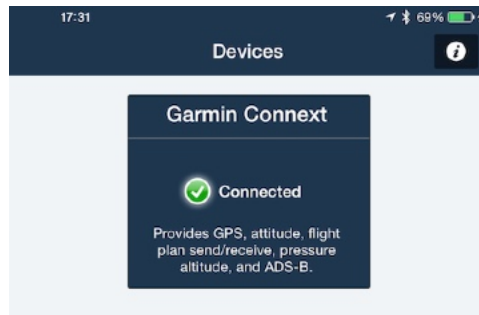 17:31
69%
Devices
Garmin Connext
Connected
Provides GPS, attitude, flight
plan send/receive, pressure
altitude, and ADS-B.